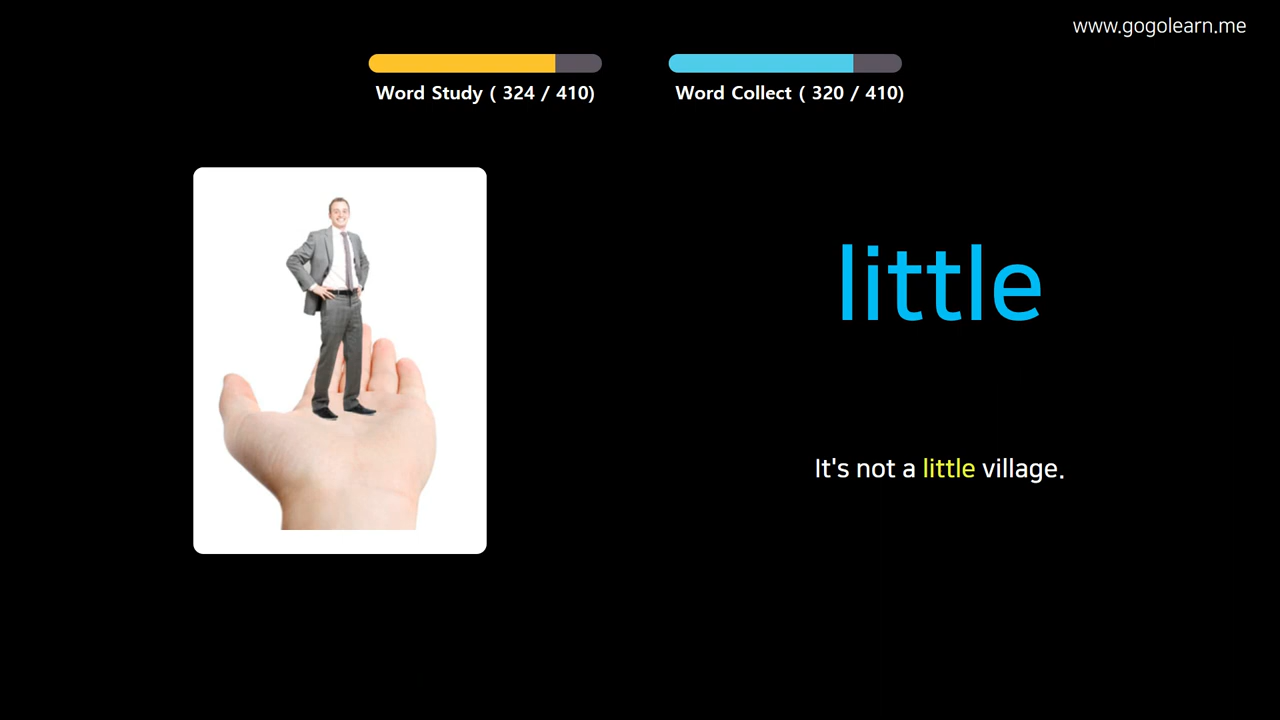 www.gogolearn.me
Word Study ( 324 / 410)
Word Collect ( 320 / 410)
little
It's not a little village.